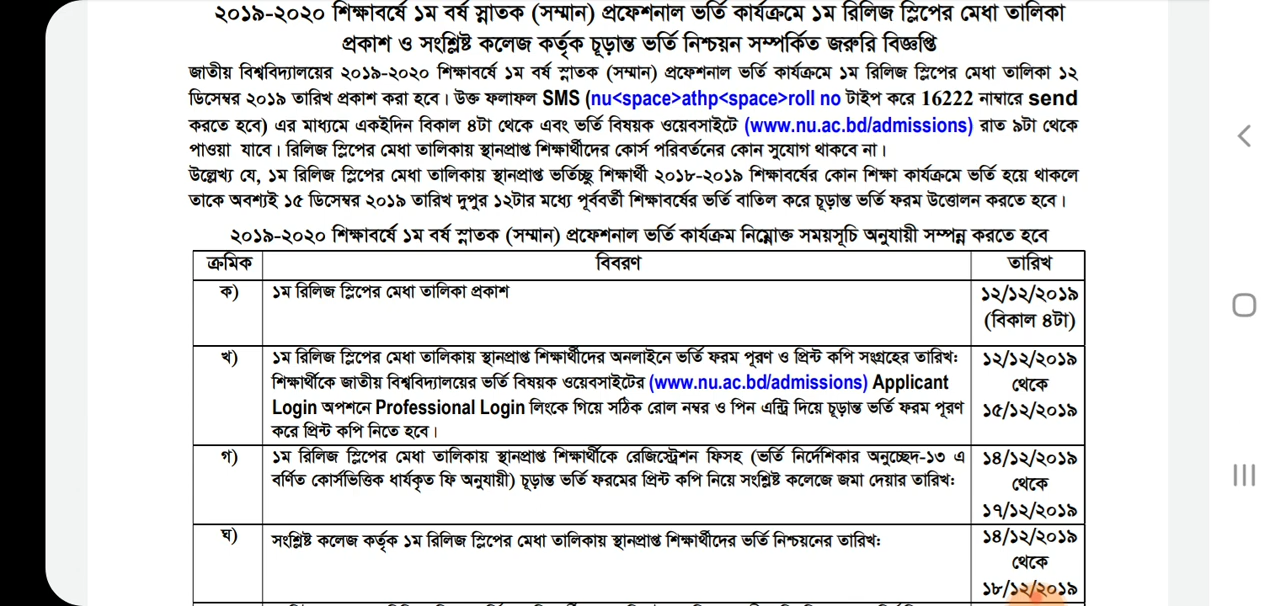 ২০১৯-২০২০ শিক্ষাবর্ষে ১ম বর্ষ স্নাতক (সম্মান) প্রফেশনাল ভর্তি কার্যক্রমে ১ম রিলিজ স্লিপের মেধা তালিকা
প্রকাশ ও সংশ্লিষ্ট কলেজ কর্তৃক চূড়ান্ত ভর্তি নিশ্চয়ন সম্পর্কিত জরুরি বিজ্ঞপ্তি
জাতীয় বিশ্ববিদ্যালয়ের ২০১৯-২০২০ শিক্ষাবর্ষে ১ম বর্ষ স্নাতক (সম্মান) প্রফেশনাল ভর্তি কার্যক্রমে ১ম রিলিজ স্লিপের মেধা তালিকা ১২
ডিসেম্বর ২০১৯ তারিখ প্রকাশ করা হবে। উক্ত ফলাফল SMS (nu<space>athp<space>roll no টাইপ করে 16222 নাম্বারে send
করতে হবে) এর মাধ্যমে একইদিন বিকাল ৪টা থেকে এবং ভর্তি বিষয়ক ওয়েবসাইটে (www.nu.ac.bd/admissions) রাত ৯টা থেকে
পাওয়া যাবে। রিলিজ স্লিপের মেধা তালিকায় স্থানপ্রাপ্ত শিক্ষার্থীদের কোর্স পরিবর্তনের কোন সুযোগ থাকবে না।
উল্লেখ্য যে, ১ম রিলিজ স্লিপের মেধা তালিকায় স্থানপ্রাপ্ত ভর্তিচ্ছু শিক্ষার্থী ২০১৮-২০১৯ শিক্ষাবর্ষের কোন শিক্ষা কার্যক্রমে ভর্তি হয়ে থাকলে
তাকে অবশ্যই ১৫ ডিসেম্বর ২০১৯ তারিখ দুপুর ১২টার মধ্যে পূর্ববর্তী শিক্ষাবর্ষের ভর্তি বাতিল করে চূড়ান্ত ভর্তি ফরম উত্তোলন করতে হবে।
২০১৯-২০২০ শিক্ষাবর্ষে ১ম বর্ষ স্নাতক (সম্মান) প্রফেশনাল ভর্তি কার্যক্রম নিম্নোক্ত সময়সূচি অনুযায়ী সম্পন্ন করতে হবে
ক্রমিক বিবরণ তারিখ
ক) ১ম রিলিজ স্লিপের মেধা তালিকা প্রকাশ ১২/১২/২০১৯
(বিকাল ৪টা)
খ) ১ম রিলিজ স্লিপের মেধা তালিকায় স্থানপ্রাপ্ত শিক্ষার্থীদের অনলাইনে ভর্তি ফরম পূরণ ও প্রিন্ট কপি সংগ্রহের তারিখঃ ১২/১২/২০১৯
শিক্ষার্থীকে জাতীয় বিশ্ববিদ্যালয়ের ভর্তি বিষয়ক ওয়েবসাইটের (www.nu.ac.bd/admissions) Applicant থেকে
Login অপশনে Professional Login লিংকে গিয়ে সঠিক রোল নম্বর ও পিন এন্ট্রি দিয়ে চূড়ান্ত ভর্তি ফরম পূরণ ১৫/১২/২০১৯
করে প্রিন্ট কপি নিতে হবে।
গ) ১ম রিলিজ স্লিপের মেধা তালিকায় স্থানপ্রাপ্ত শিক্ষার্থীকে রেজিস্ট্রেশন ফিসহ (ভর্তি নির্দেশিকার অনুচ্ছেদ-১৩ এ ১৪/১২/২০১৯
বর্ণিত কোর্সভিত্তিক ধার্যকৃত ফি অনুযায়ী) চূড়ান্ত ভর্তি ফরমের প্রিন্ট কপি নিয়ে সংশ্লিষ্ট কলেজে জমা দেয়ার তারিখঃ থেকে
১৭/১২/২০১৯
ঘ) সংশ্লিষ্ট কলেজ কর্তৃক ১ম রিলিজ স্লিপের মেধা তালিকায় স্থানপ্রাপ্ত শিক্ষার্থীদের ভর্তি নিশ্চয়নের তারিখঃ ১৪/১২/২০১৯
থেকে
১৮/১২/২০১৯